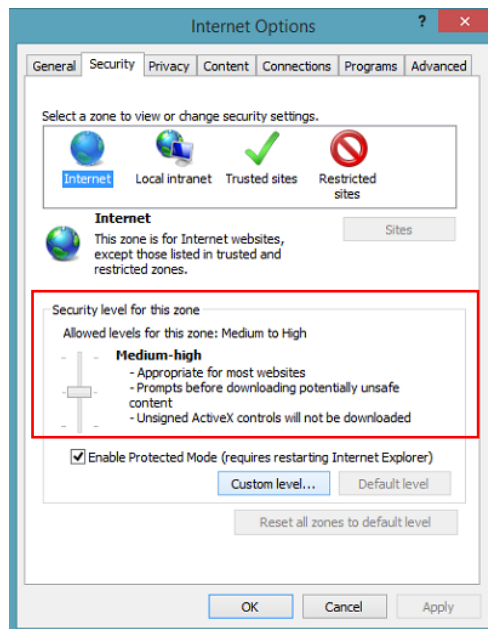 Internet Options
?
×
General Security Privacy Content Connections Programs Advanced
Select a zone to view or change security settings.
Internet Local intranet Trusted sites Restricted
sites
Internet
Sites
This zone is for Internet websites,
except those listed in trusted and
restricted zones.
Security level for this zone
Allowed levels for this zone: Medium to High
Medium-high
- Appropriate for most websites
- Prompts before downloading potentially unsafe
content
- Unsigned ActiveX controls will not be downloaded
Enable Protected Mode (requires restarting Internet Explorer)
Custom level... Default level
Reset all zones to default level
OK Cancel Apply